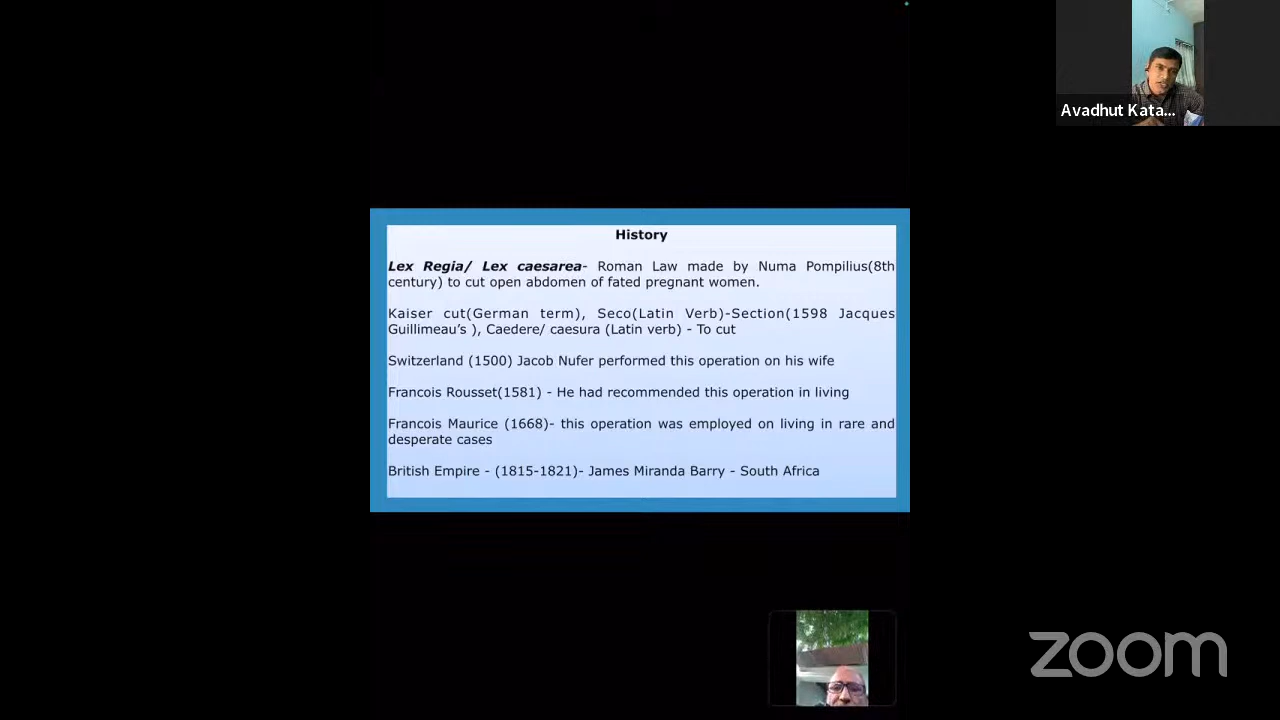 Avadhut Kata...
History
Lex Regia/ Lex caesarea- Roman Law made by Numa Pompilius(8th
century) to cut open abdomen of fated pregnant women.
Kaiser cut(German term), Seco(Latin Verb)-Section(1598 Jacques
Guillimeau's ), Caedere/ caesura (Latin verb) - To cut
Switzerland (1500) Jacob Nufer performed this operation on his wife
Francois Rousset(1581) - He had recommended this operation in living
Francois Maurice (1668)- this operation was employed on living in rare and
desperate cases
British Empire - (1815-1821)- James Miranda Barry - South Africa
zoom